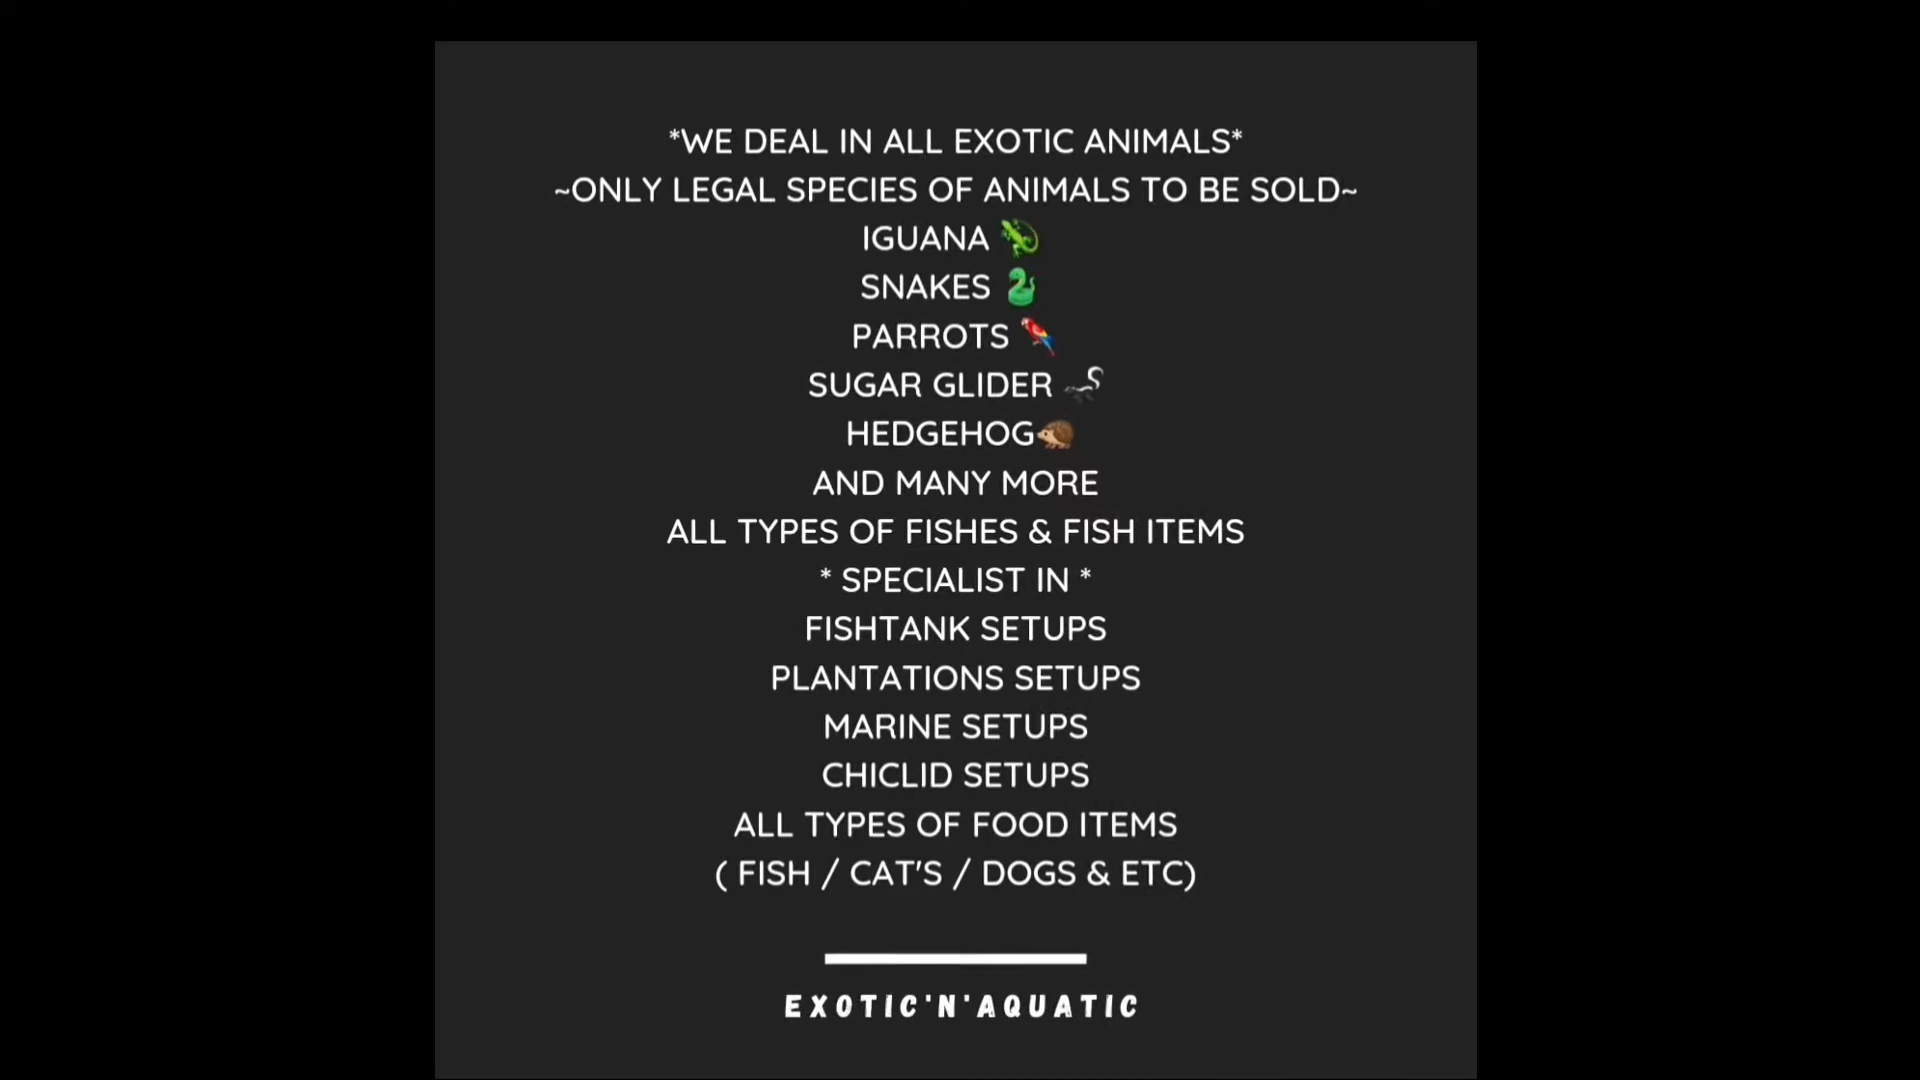 *WE DEAL IN ALL EXOTIC ANIMALS*
~ONLY LEGAL SPECIES OF ANIMALS TO BE SOLD~
IGUANA 🦎
SNAKES 🐍
PARROTS 🦜
SUGAR GLIDER 🦨
HEDGEHOG🦔
AND MANY MORE
ALL TYPES OF FISHES & FISH ITEMS
* SPECIALIST IN *
FISHTANK SETUPS
PLANTATIONS SETUPS
MARINE SETUPS
CHICLID SETUPS
ALL TYPES OF FOOD ITEMS
( FISH / CAT'S / DOGS & ETC)
EXOTIC'N'AQUATIC